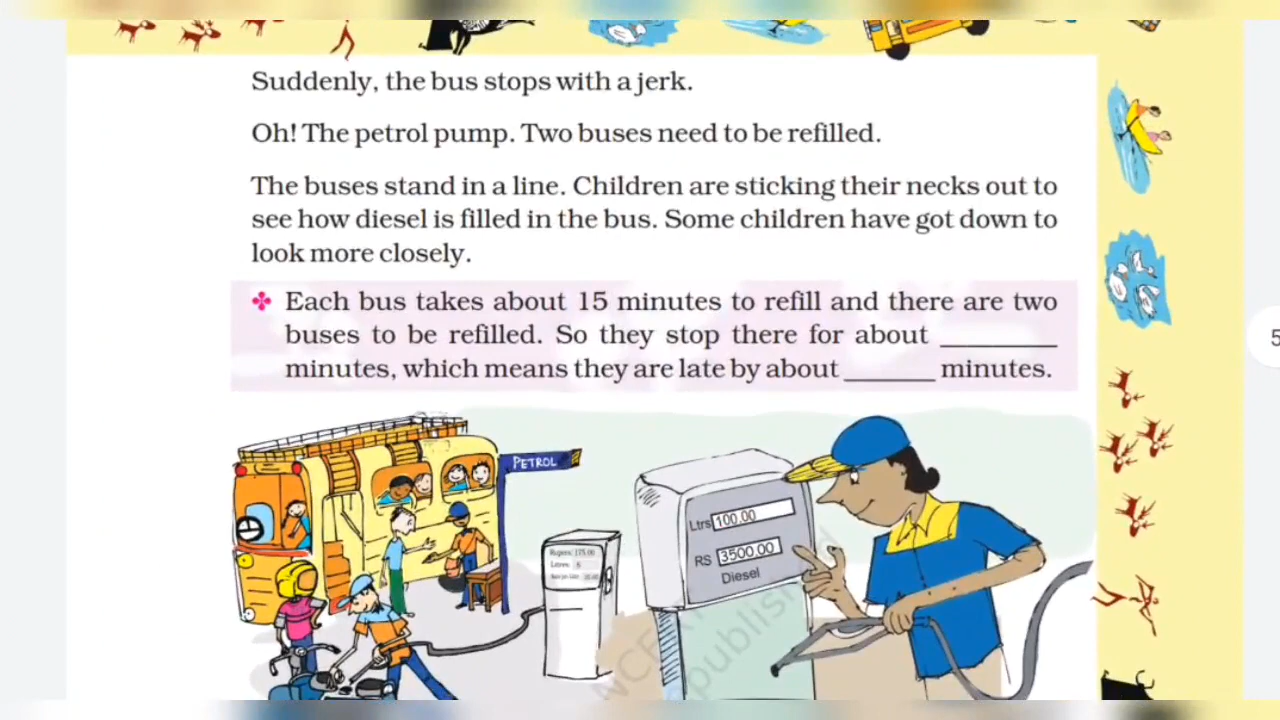 Suddenly, the bus stops with a jerk.
Oh! The petrol pump. Two buses need to be refilled.
The buses stand in a line. Children are sticking their necks out to
see how diesel is filled in the bus. Some children have got down to
look more closely.
Each bus takes about 15 minutes to refill and there are two
buses to be refilled. So they stop there for about ________
minutes, which means they are late by about _______ minutes.
PETROL
Ltrs 100.00
RS 3500.00
Diesel
5